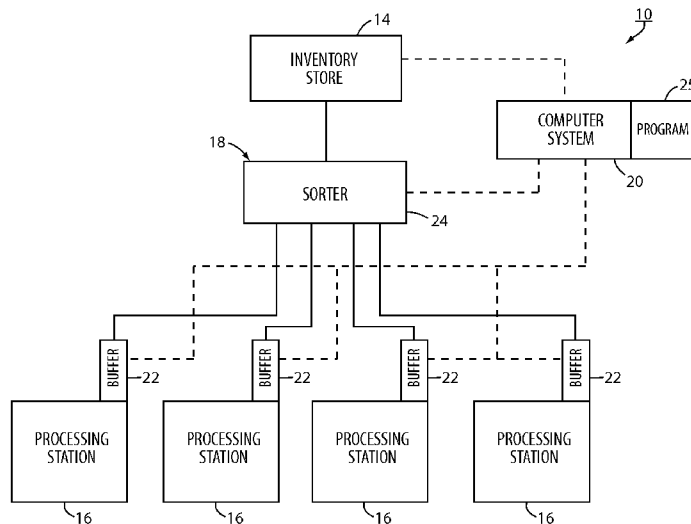 10
14
INVENTORY
STORE
25
COMPUTER
SYSTEM
PROGRAM
20
18
SORTER
24
BUFFER
22
BUFFER
22
BUFFER
22
BUFFER
22
PROCESSING
STATION
PROCESSING
STATION
PROCESSING
STATION
PROCESSING
STATION
16
16
16
16